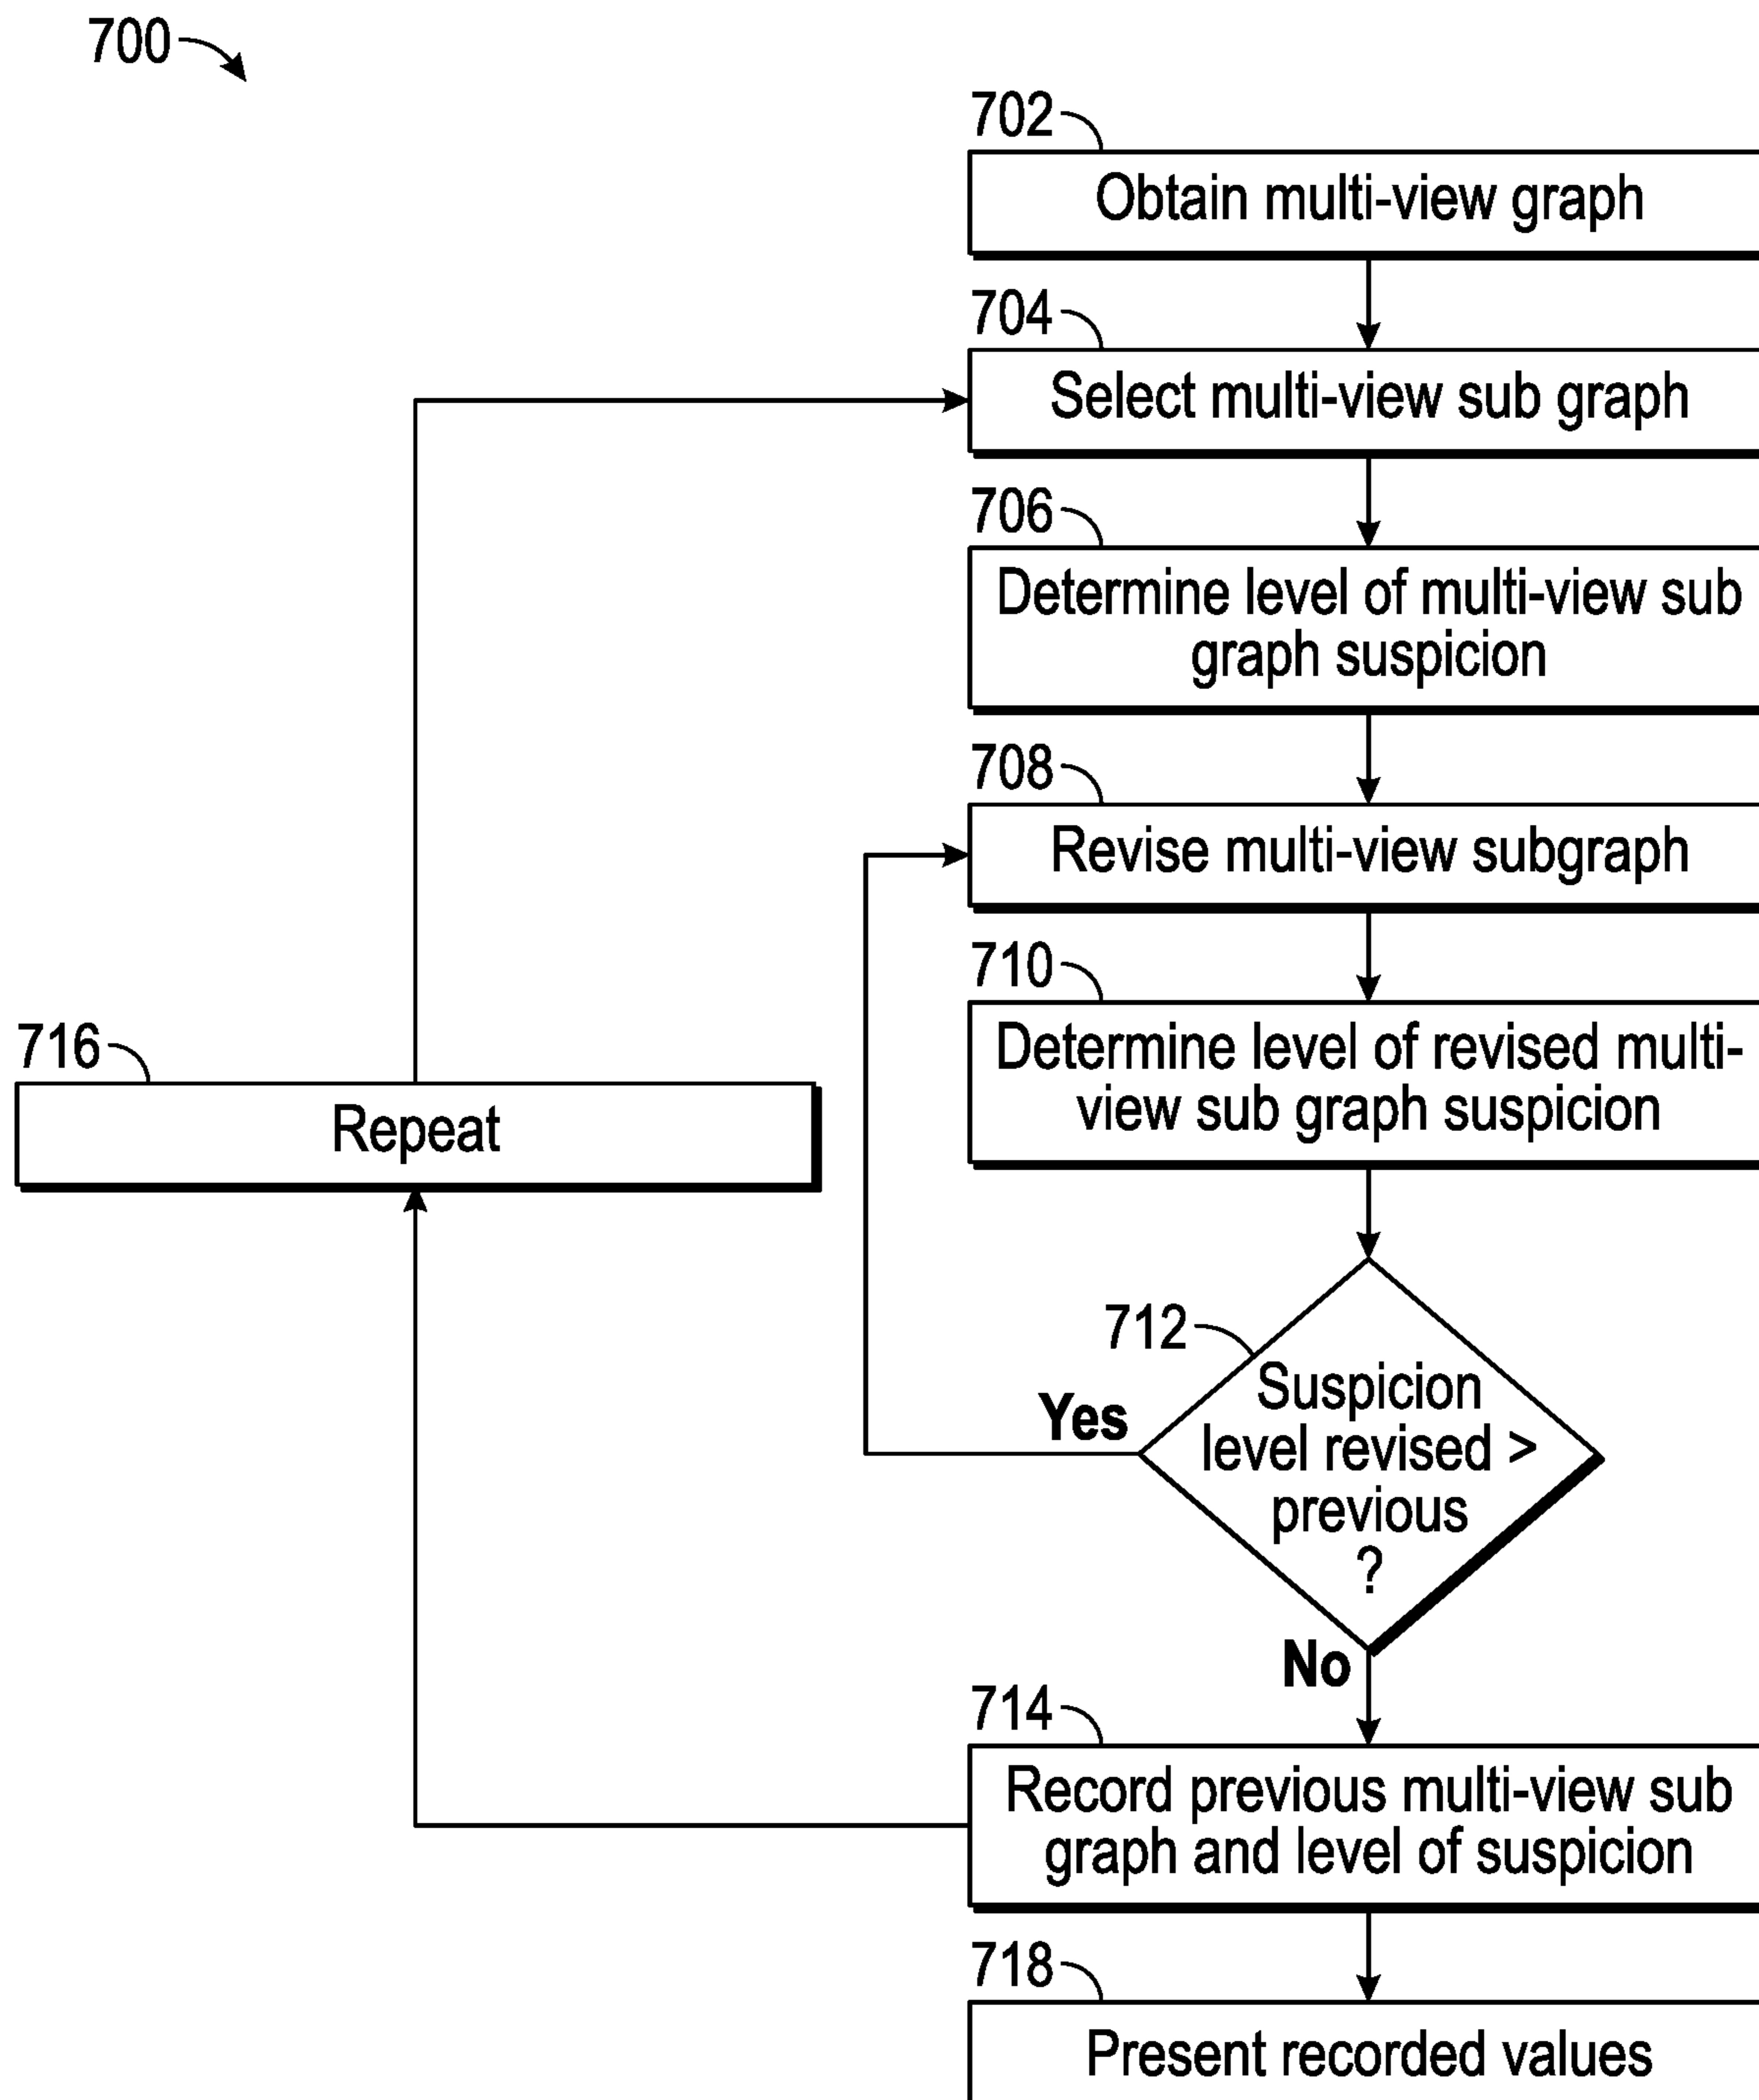 700
702
Obtain multi-view graph
704
Select multi-view sub graph
706
Determine level of multi-view sub
graph suspicion
708
Revise multi-view subgraph
710
Determine level of revised multi-
view sub graph suspicion
716
Repeat
712
Suspicion
level revised >
previous
?
Yes
No
714
Record previous multi-view sub
graph and level of suspicion
718
Present recorded values